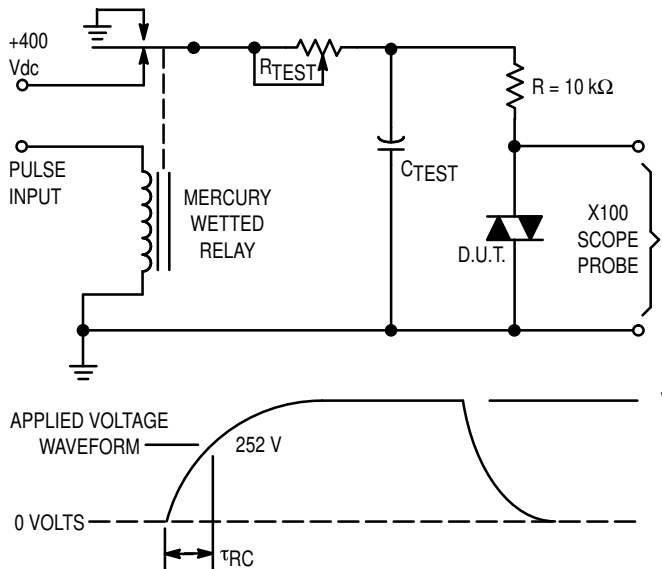 +400
Vdc
RTEST
R = 10 kΩ
PULSE
INPUT
MERCURY
WETTED
RELAY
CTEST
D.U.T.
X100
SCOPE
PROBE
APPLIED VOLTAGE
WAVEFORM
252 V
0 VOLTS
τRC